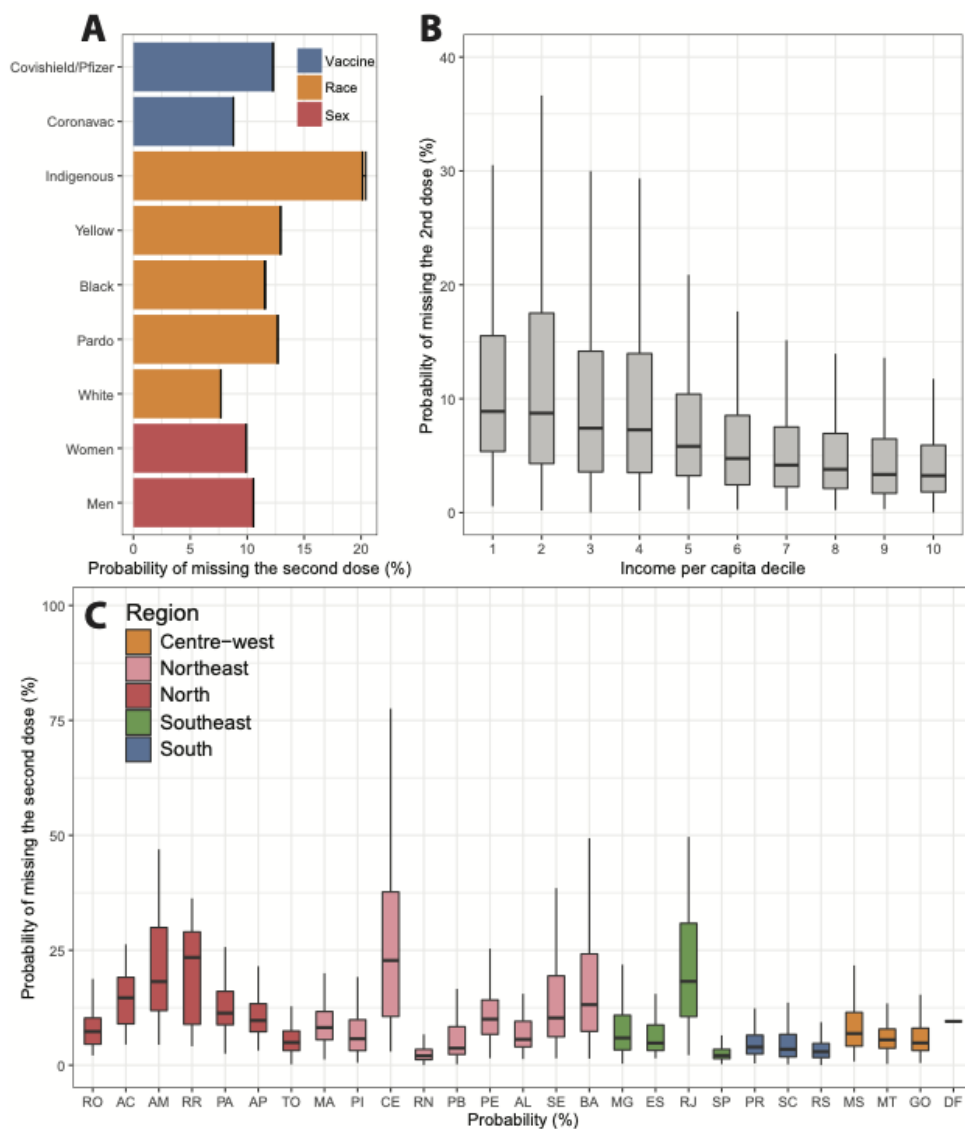 A
Covishield/Pfizer
Coronavac
Indigenous
Yellow
Black
Pardo
White
Women
Men
Vaccine
Race
Sex
0 5 10 15 20
Probability of missing the second dose (%)
B
Probability of missing the 2nd dose (%)
40
30
20
10
0
1 2 3 4 5 6 7 8 9 10
Income per capita decile
C
Region
Centre-west
Northeast
North
Southeast
South
Probability of missing the second dose (%)
100
75
50
25
0
RO AC AM RR PA AP TO MA PI CE RN PB PE AL SE BA MG ES RJ SP PR SC RS MS MT GO DF
Probability (%)